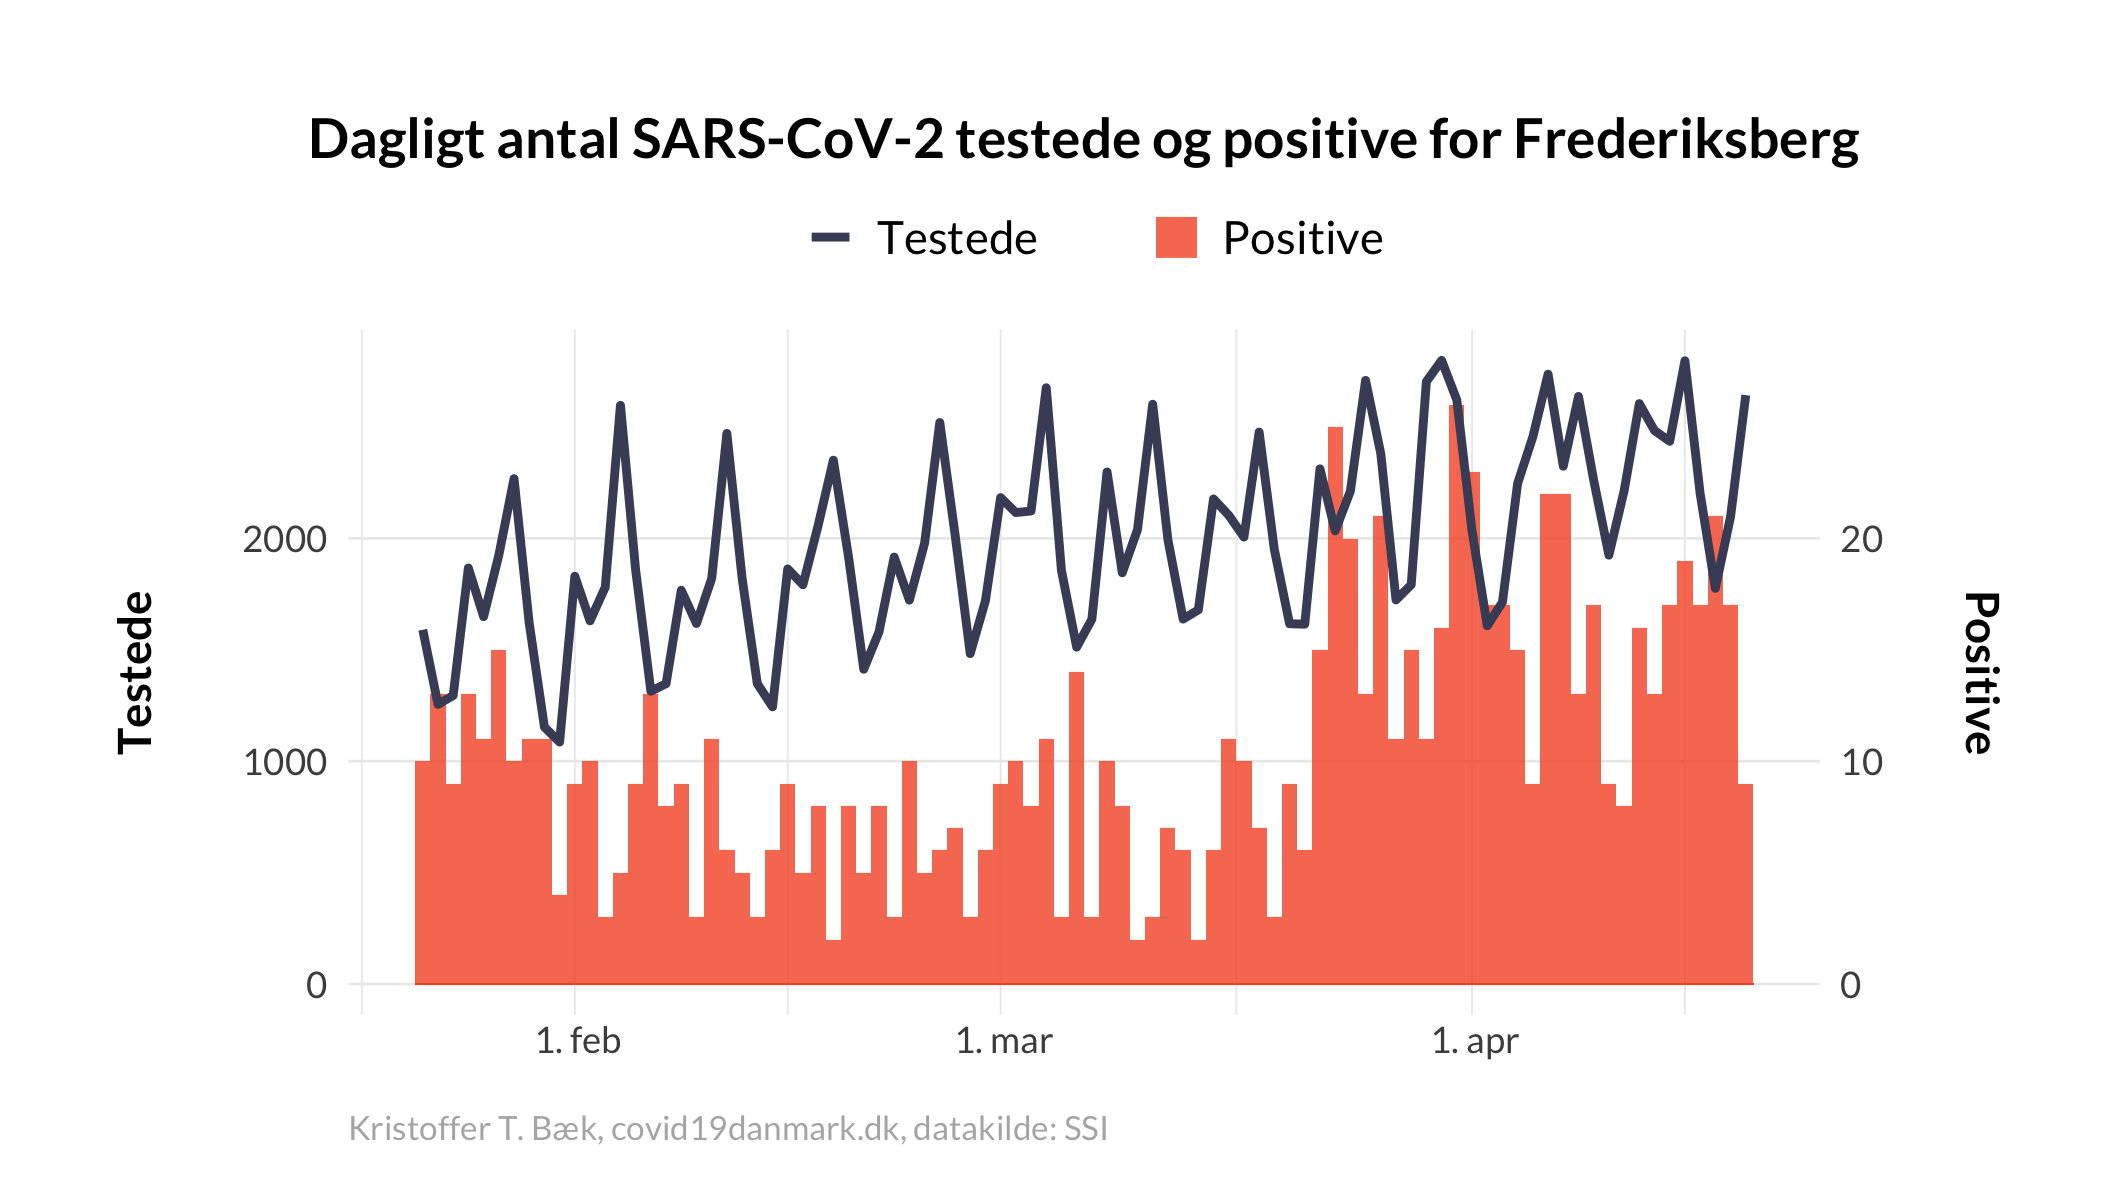 Dagligt antal SARS-CoV-2 testede og positive for Frederiksberg
Testede
Positive
2000
1000
0
Testede
20
10
0
Positive
1. feb
1. mar
1. apr
Kristoffer T. Bæk, covid19danmark.dk, datakilde: SSI